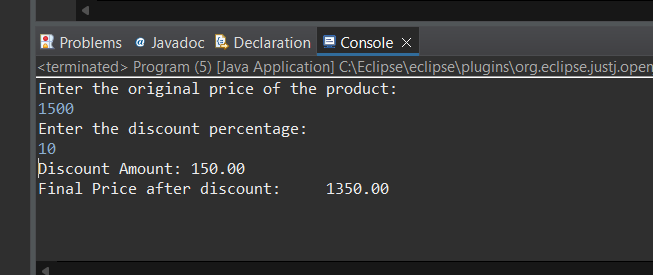 Problems Javadoc Declaration Console
<terminated> Program (5) [Java Application] C:\Eclipse\eclipse\plugins\org.eclipse.justj.open
Enter the original price of the product:
1500
Enter the discount percentage:
10
Discount Amount: 150.00
Final Price after discount:     1350.00